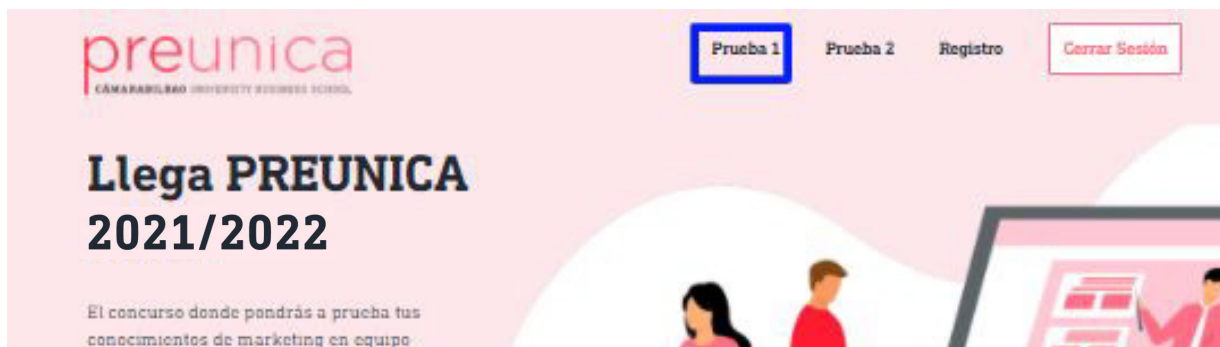 preunica
CÁMARABILBAO UNIVERSITY BUSINESS SCHOOL
Prueba 1
Prueba 2
Registro
Cerrar Sesión
Llega PREUNICA
2021/2022
El concurso donde pondrás a prueba tus
conocimientos de marketing en equipo